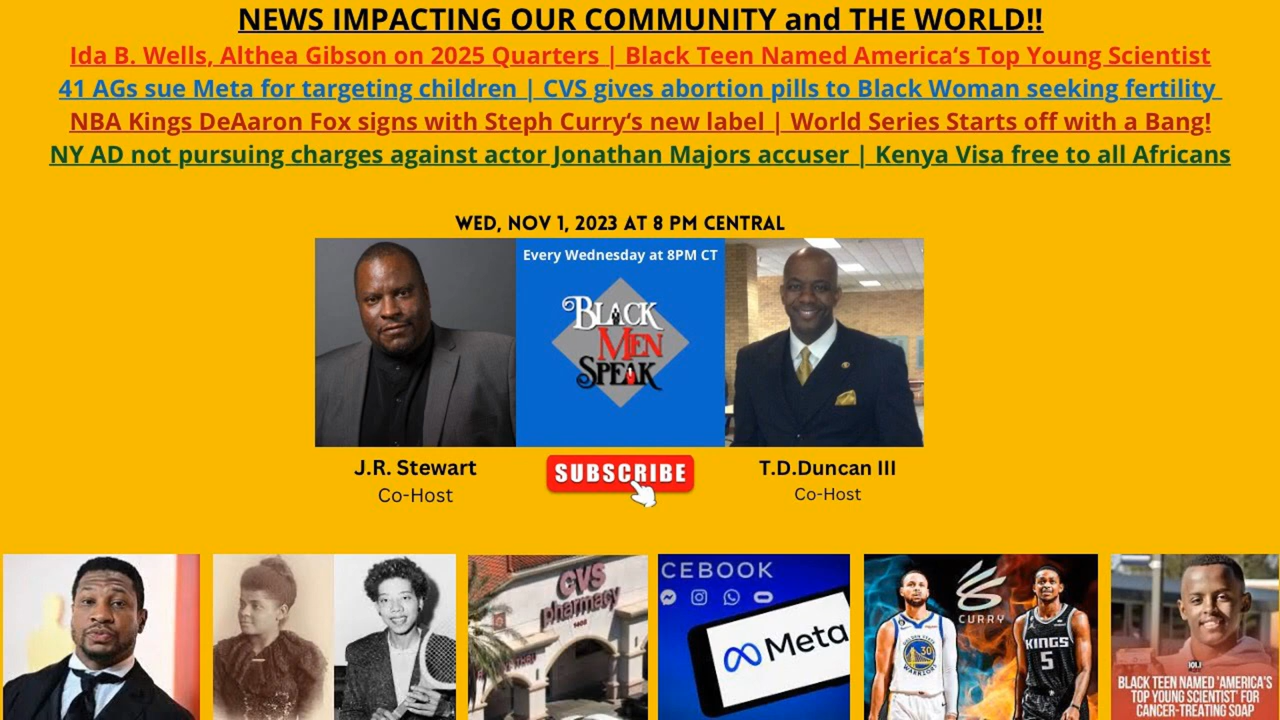 NEWS IMPACTING OUR COMMUNITY and THE WORLD!!
Ida B. Wells, Althea Gibson on 2025 Quarters | Black Teen Named America's Top Young Scientist
41 AGs sue Meta for targeting children | CVS gives abortion pills to Black Woman seeking fertility
NBA Kings DeAaron Fox signs with Steph Curry's new label | World Series Starts off with a Bang!
NY AD not pursuing charges against actor Jonathan Majors accuser | Kenya Visa free to all Africans
WED, NOV 1, 2023 AT 8 PM CENTRAL
Every Wednesday at 8PM CT
BLACK
MEN
SPEAK
J.R. Stewart
Co-Host
SUBSCRIBE
T.D.Duncan III
Co-Host
CVS
pharmacy
CEBOOK
Meta
CURRY
GOLDEN STATE
30
WARRIORS
KINGS
5
BLACK TEEN NAMED 'AMERICA'S
TOP YOUNG SCIENTIST' FOR
CANCER-TREATING SOAP